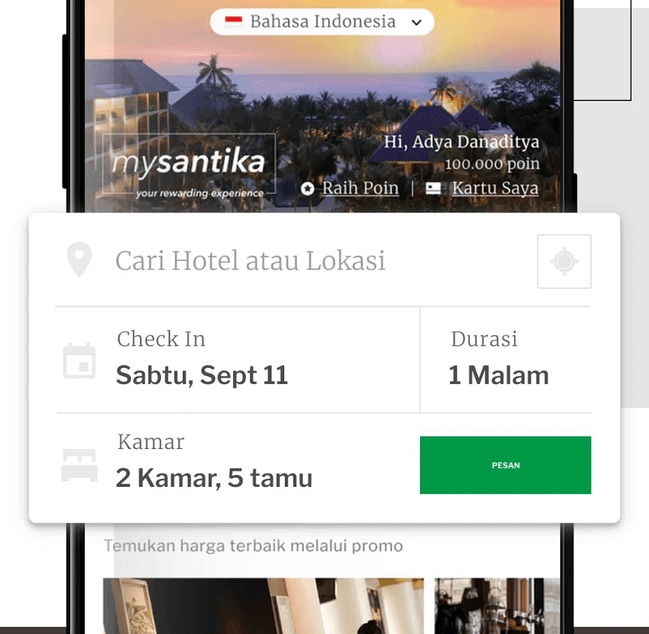 Bahasa Indonesia
mysantika
your rewarding experience
Hi, Adya Danaditya
100.000 poin
Raih Poin | Kartu Saya
Cari Hotel atau Lokasi
Check In
Sabtu, Sept 11
Durasi
1 Malam
Kamar
2 Kamar, 5 tamu
PESAN
Temukan harga terbaik melalui promo